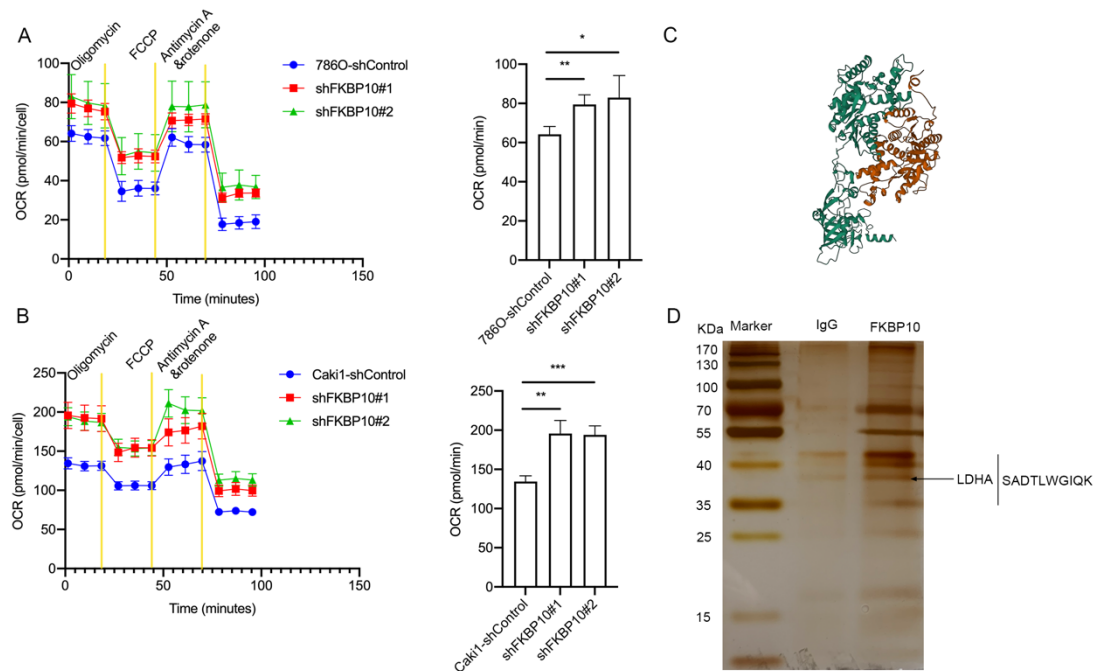 A
Oligomycin
FCCP
Antimycin A
&rotenone
100
80
60
40
20
0
OCR (pmol/min/cell)
0
50
100
150
Time (minutes)
786O-shControl
shFKBP10#1
shFKBP10#2
100
80
60
40
20
0
OCR (pmol/min)
**
*
786O-shControl
shFKBP10#1
shFKBP10#2
C
B
Oligomycin
FCCP
Antimycin A
&rotenone
250
200
150
100
50
0
OCR (pmol/min/cell)
0
50
100
150
Time (minutes)
Caki1-shControl
shFKBP10#1
shFKBP10#2
200
150
100
50
0
OCR (pmol/min)
**
***
Caki1-shControl
shFKBP10#1
shFKBP10#2
D
KDa Marker IgG FKBP10
170
130
100
70
55
40
35
25
15
LDHA SADTLWGIQK